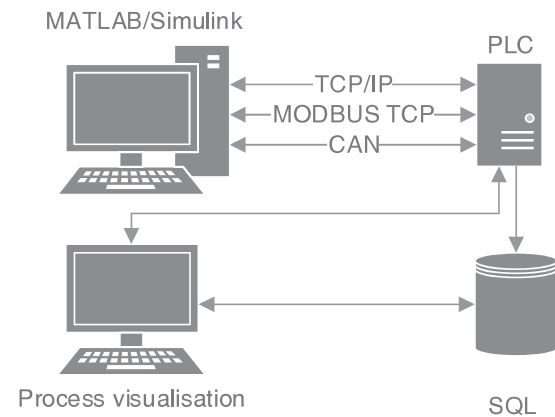 MATLAB/Simulink
PLC
TCP/IP
MODBUS TCP
CAN
Process visualisation
SQL